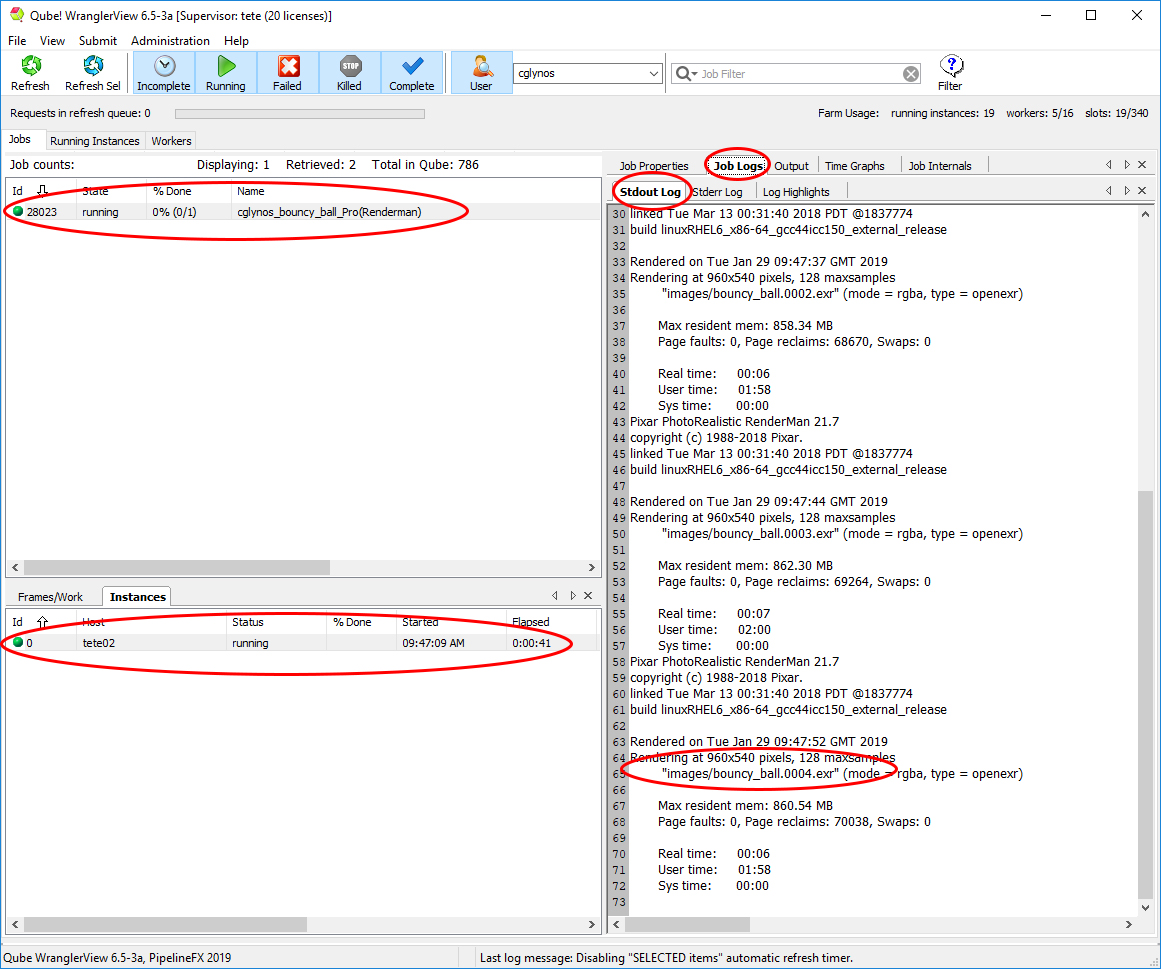 Qube! WranglerView 6.5-3a [Supervisor: tete (20 licenses)]
File View Submit Administration Help
Refresh Refresh Sel Incomplete Running Failed STOP Killed Complete User cglynos Job Filter ? Filter
Requests in refresh queue: 0 Farm Usage: running instances: 19 workers: 5/16 slots: 19/340
Jobs Running Instances Workers
Job counts: Displaying: 1 Retrieved: 2 Total in Qube: 786
Id State % Done Name
28023 running 0% (0/1) cglynos_bouncy_ball_Pro(Renderman)
Frames/Work Instances
Id Host Status % Done Started Elapsed
0 tete02 running 09:47:09 AM 0:00:41
Job Properties Job Logs Output Time Graphs Job Internals
Stdout Log Stderr Log Log Highlights
30 linked Tue Mar 13 00:31:40 2018 PDT @1837774
31 build linuxRHEL6_x86-64_gcc44icc150_external_release
32
33 Rendered on Tue Jan 29 09:47:37 GMT 2019
34 Rendering at 960x540 pixels, 128 maxsamples
35 "images/bouncy_ball.0002.exr" (mode = rgba, type = openexr)
36
37 Max resident mem: 858.34 MB
38 Page faults: 0, Page reclaims: 68670, Swaps: 0
39
40 Real time: 00:06
41 User time: 01:58
42 Sys time: 00:00
43 Pixar PhotoRealistic RenderMan 21.7
44 copyright (c) 1988-2018 Pixar.
45 linked Tue Mar 13 00:31:40 2018 PDT @1837774
46 build linuxRHEL6_x86-64_gcc44icc150_external_release
47
48 Rendered on Tue Jan 29 09:47:44 GMT 2019
49 Rendering at 960x540 pixels, 128 maxsamples
50 "images/bouncy_ball.0003.exr" (mode = rgba, type = openexr)
51
52 Max resident mem: 862.30 MB
53 Page faults: 0, Page reclaims: 69264, Swaps: 0
54
55 Real time: 00:07
56 User time: 02:00
57 Sys time: 00:00
58 Pixar PhotoRealistic RenderMan 21.7
59 copyright (c) 1988-2018 Pixar.
60 linked Tue Mar 13 00:31:40 2018 PDT @1837774
61 build linuxRHEL6_x86-64_gcc44icc150_external_release
62
63 Rendered on Tue Jan 29 09:47:52 GMT 2019
64 Rendering at 960x540 pixels, 128 maxsamples
65 "images/bouncy_ball.0004.exr" (mode = rgba, type = openexr)
66
67 Max resident mem: 860.54 MB
68 Page faults: 0, Page reclaims: 70038, Swaps: 0
69
70 Real time: 00:06
71 User time: 01:58
72 Sys time: 00:00
73
Qube WranglerView 6.5-3a, PipelineFX 2019 Last log message: Disabling "SELECTED items" automatic refresh timer.